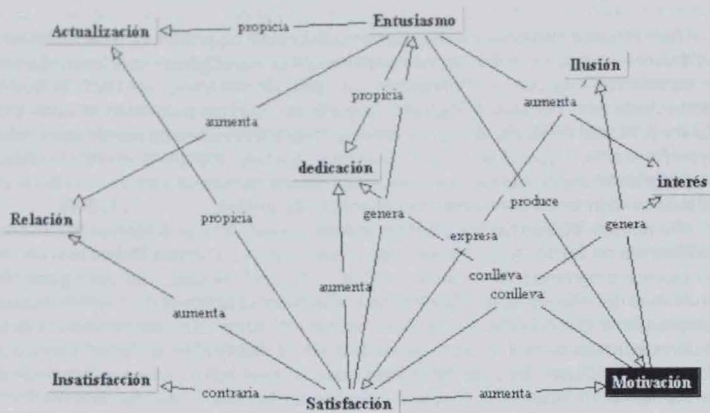 Entusiasmo
Actualización
propicia
Ilusión
propicia
aumenta
aumenta
dedicación
interés
produce
Relación
propicia
genera
genera
expresa
conlleva
aumenta
conlleva
aumenta
Insatisfacción
contraria
Satisfacción
aumenta
Motivación